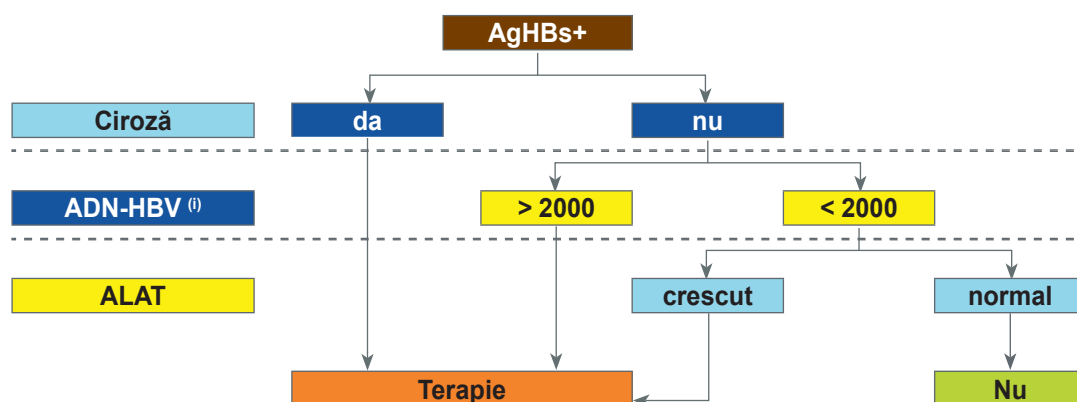 AgHBs+
Ciroză da nu
ADN-HBV (i) > 2000 < 2000
ALAT crescut normal
Terapie Nu